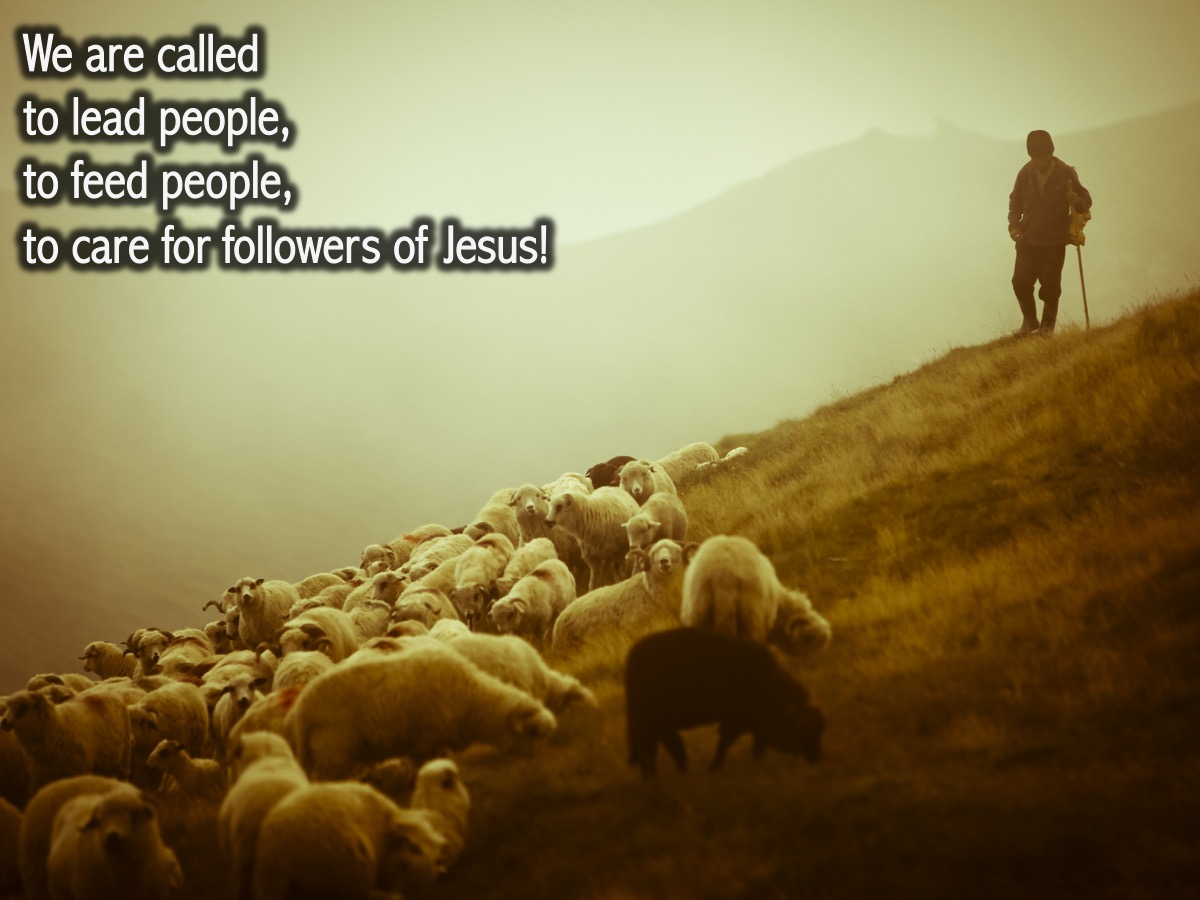 We are called
to lead people,
to feed people,
to care for followers of Jesus!